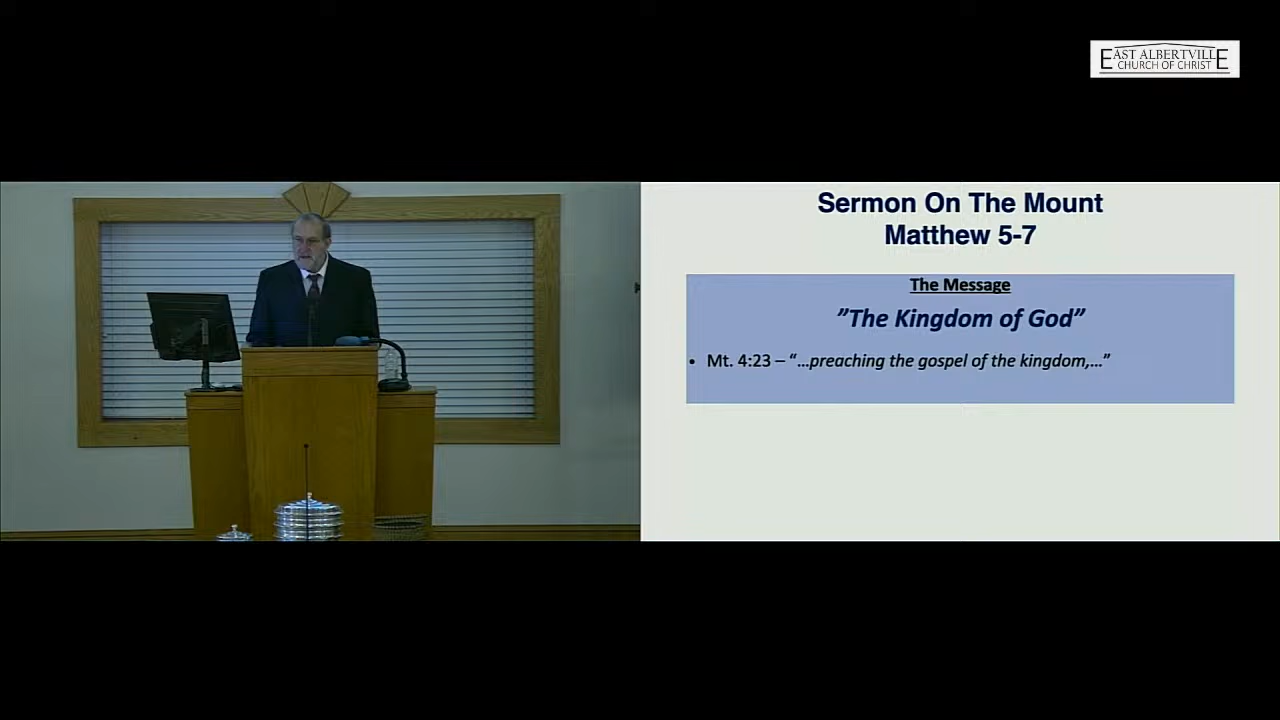 EAST ALBERTVILLE
CHURCH OF CHRIST
Sermon On The Mount
Matthew 5-7
The Message
”The Kingdom of God”
• Mt. 4:23 – “…preaching the gospel of the kingdom,…”